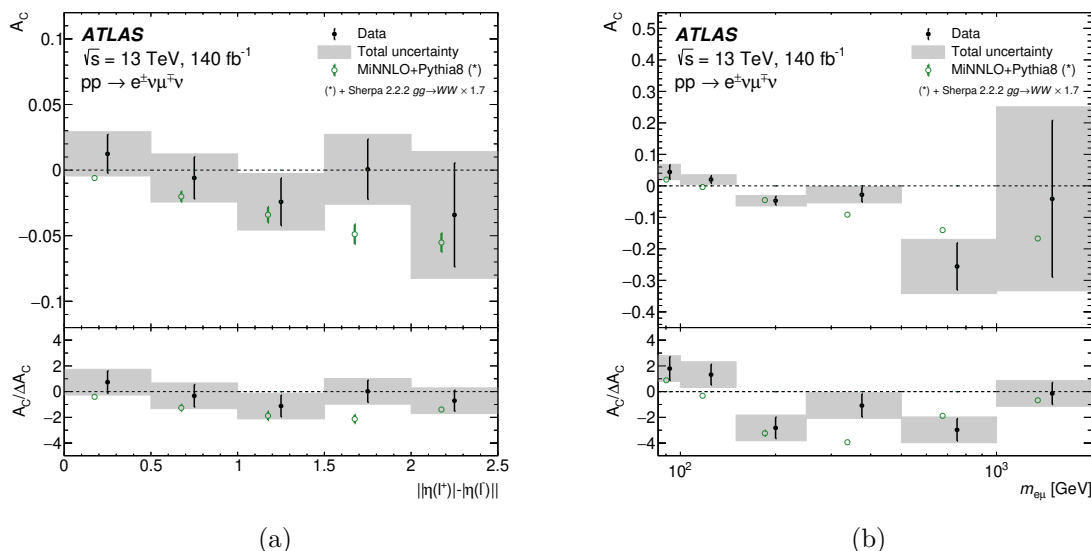 A_C
0.1
0.05
0
−0.05
−0.1
ATLAS
√s = 13 TeV, 140 fb⁻¹
pp → e±νμ∓ν
Data
Total uncertainty
MiNNLO+Pythia8 (*)
(*) + Sherpa 2.2.2 gg→WW × 1.7
A_C/ΔA_C
4
2
0
−2
−4
0 0.5 1 1.5 2 2.5
||η(l⁺)|-|η(l⁻)||
(a)
A_C
0.5
0.4
0.3
0.2
0.1
0
−0.1
−0.2
−0.3
−0.4
ATLAS
√s = 13 TeV, 140 fb⁻¹
pp → e±νμ∓ν
Data
Total uncertainty
MiNNLO+Pythia8 (*)
(*) + Sherpa 2.2.2 gg→WW × 1.7
A_C/ΔA_C
4
2
0
−2
−4
10² 10³
m_eμ [GeV]
(b)